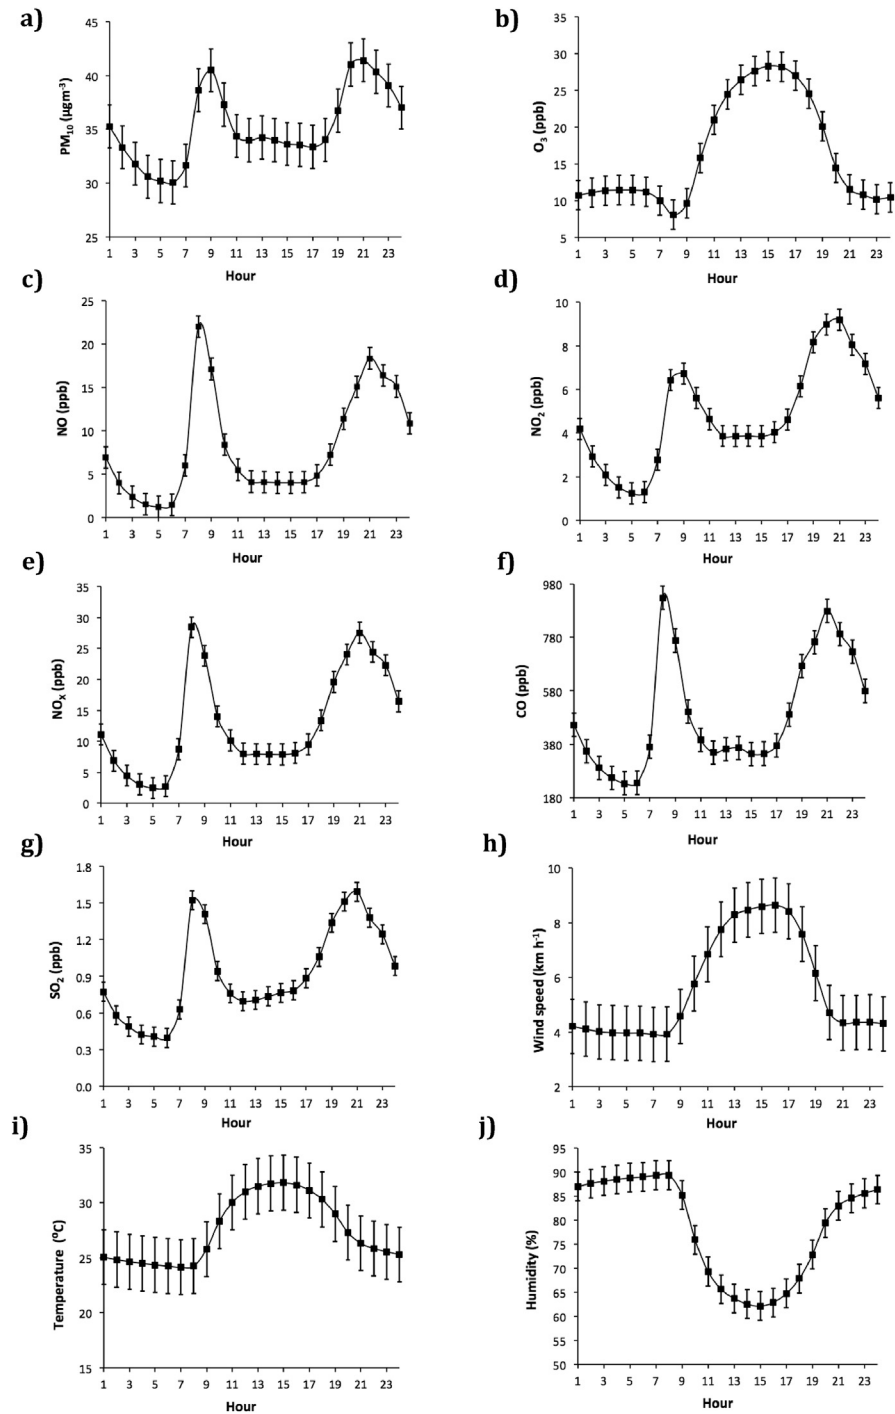 a)
45
40
35
30
25
PM10 (µgm-3)
1 3 5 7 9 11 13 15 17 19 21 23
Hour
b)
35
30
25
20
15
10
5
O3 (ppb)
1 3 5 7 9 11 13 15 17 19 21 23
Hour
c)
25
20
15
10
5
0
NO (ppb)
1 3 5 7 9 11 13 15 17 19 21 23
Hour
d)
10
8
6
4
2
0
NO2 (ppb)
1 3 5 7 9 11 13 15 17 19 21 23
Hour
e)
35
30
25
20
15
10
5
0
NOX (ppb)
1 3 5 7 9 11 13 15 17 19 21 23
Hour
f)
980
780
580
380
180
CO (ppb)
1 3 5 7 9 11 13 15 17 19 21 23
Hour
g)
1.8
1.5
1.2
0.9
0.6
0.3
0.0
SO2 (ppb)
1 3 5 7 9 11 13 15 17 19 21 23
Hour
h)
10
8
6
4
2
Wind speed (km h-1)
1 3 5 7 9 11 13 15 17 19 21 23
Hour
i)
35
30
25
20
15
Temperature (⁰C)
1 3 5 7 9 11 13 15 17 19 21 23
Hour
j)
95
90
85
80
75
70
65
60
55
50
Humidity (%)
1 3 5 7 9 11 13 15 17 19 21 23
Hour